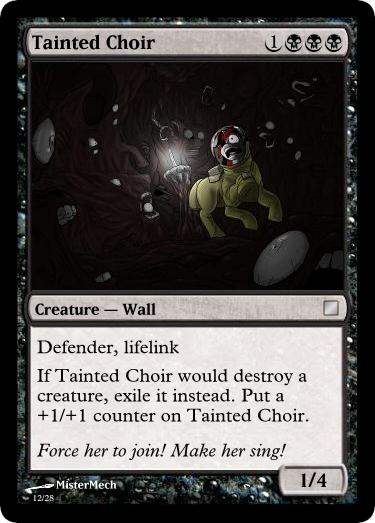 Tainted Choir 1
Creature — Wall
Defender, lifelink
If Tainted Choir would destroy a
creature, exile it instead. Put a
+1/+1 counter on Tainted Choir.
Force her to join! Make her sing!
1/4
MisterMech
12/28